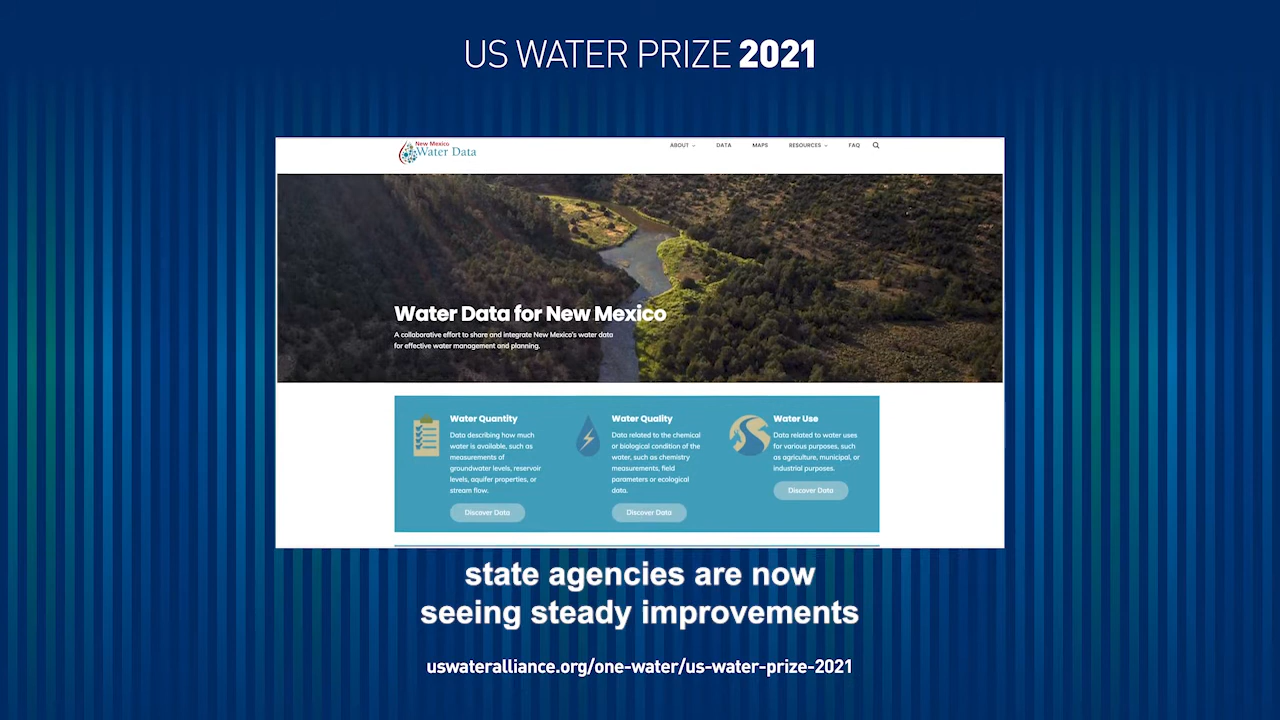 US WATER PRIZE 2021
New Mexico
Water Data
ABOUT
DATA
MAPS
RESOURCES
FAQ
Water Data for New Mexico
A collaborative effort to share and integrate New Mexico's water data
for effective water management and planning.
Water Quantity
Data describing how much
water is available, such as
measurements of
groundwater levels, reservoir
levels, aquifer properties, or
stream flow.
Discover Data
Water Quality
Data related to the chemical
or biological condition of the
water, such as chemistry
measurements, field
parameters or ecological
data.
Discover Data
Water Use
Data related to water uses
for various purposes, such
as agriculture, municipal, or
industrial purposes.
Discover Data
state agencies are now
seeing steady improvements
uswateralliance.org/one-water/us-water-prize-2021